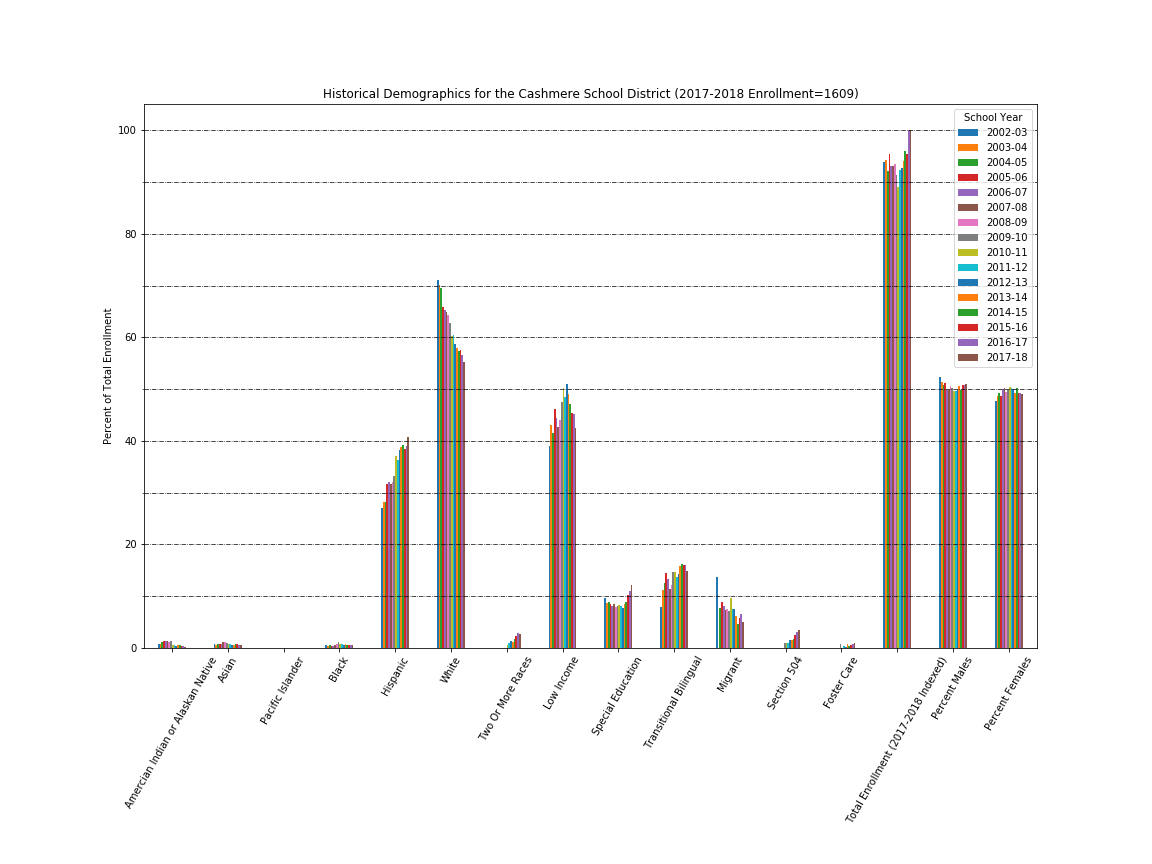 Historical Demographics for the Cashmere School District (2017-2018 Enrollment=1609)
Percent of Total Enrollment
100
80
60
40
20
0
School Year
2002-03
2003-04
2004-05
2005-06
2006-07
2007-08
2008-09
2009-10
2010-11
2011-12
2012-13
2013-14
2014-15
2015-16
2016-17
2017-18
Amercian Indian or Alaskan Native
Asian
Pacific Islander
Black
Hispanic
White
Two Or More Races
Low Income
Special Education
Transitional Bilingual
Migrant
Section 504
Foster Care
Total Enrollment (2017-2018 Indexed)
Percent Males
Percent Females